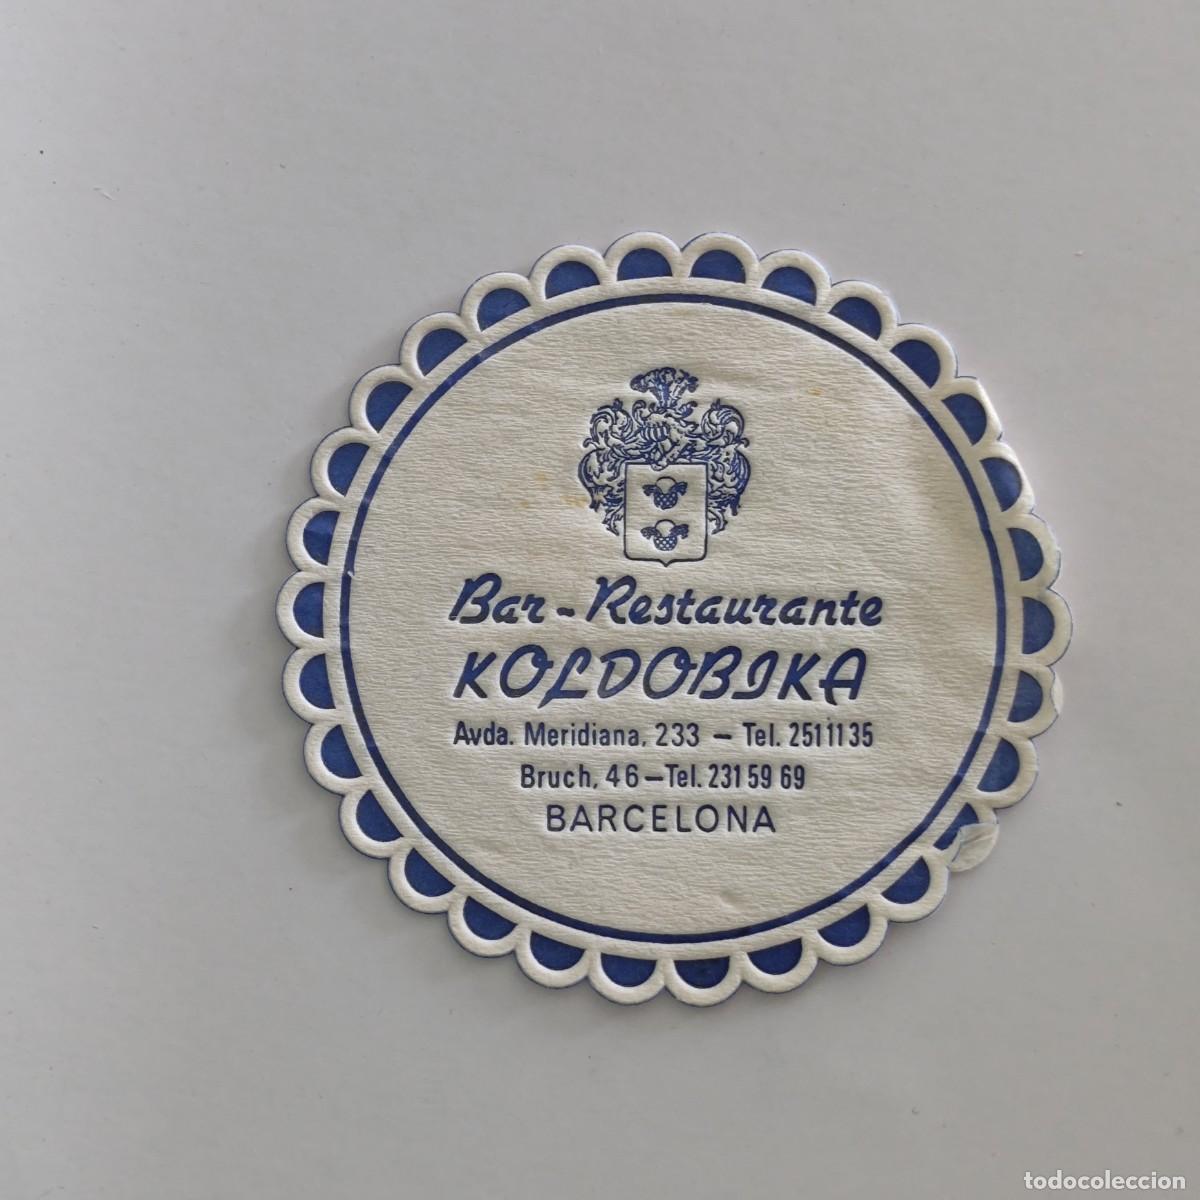 Bar - Restaurante
KOLDOBIKA
Avda. Meridiana, 233 - Tel. 251 11 35
Bruch, 46 - Tel. 231 59 69
BARCELONA
todocoleccion